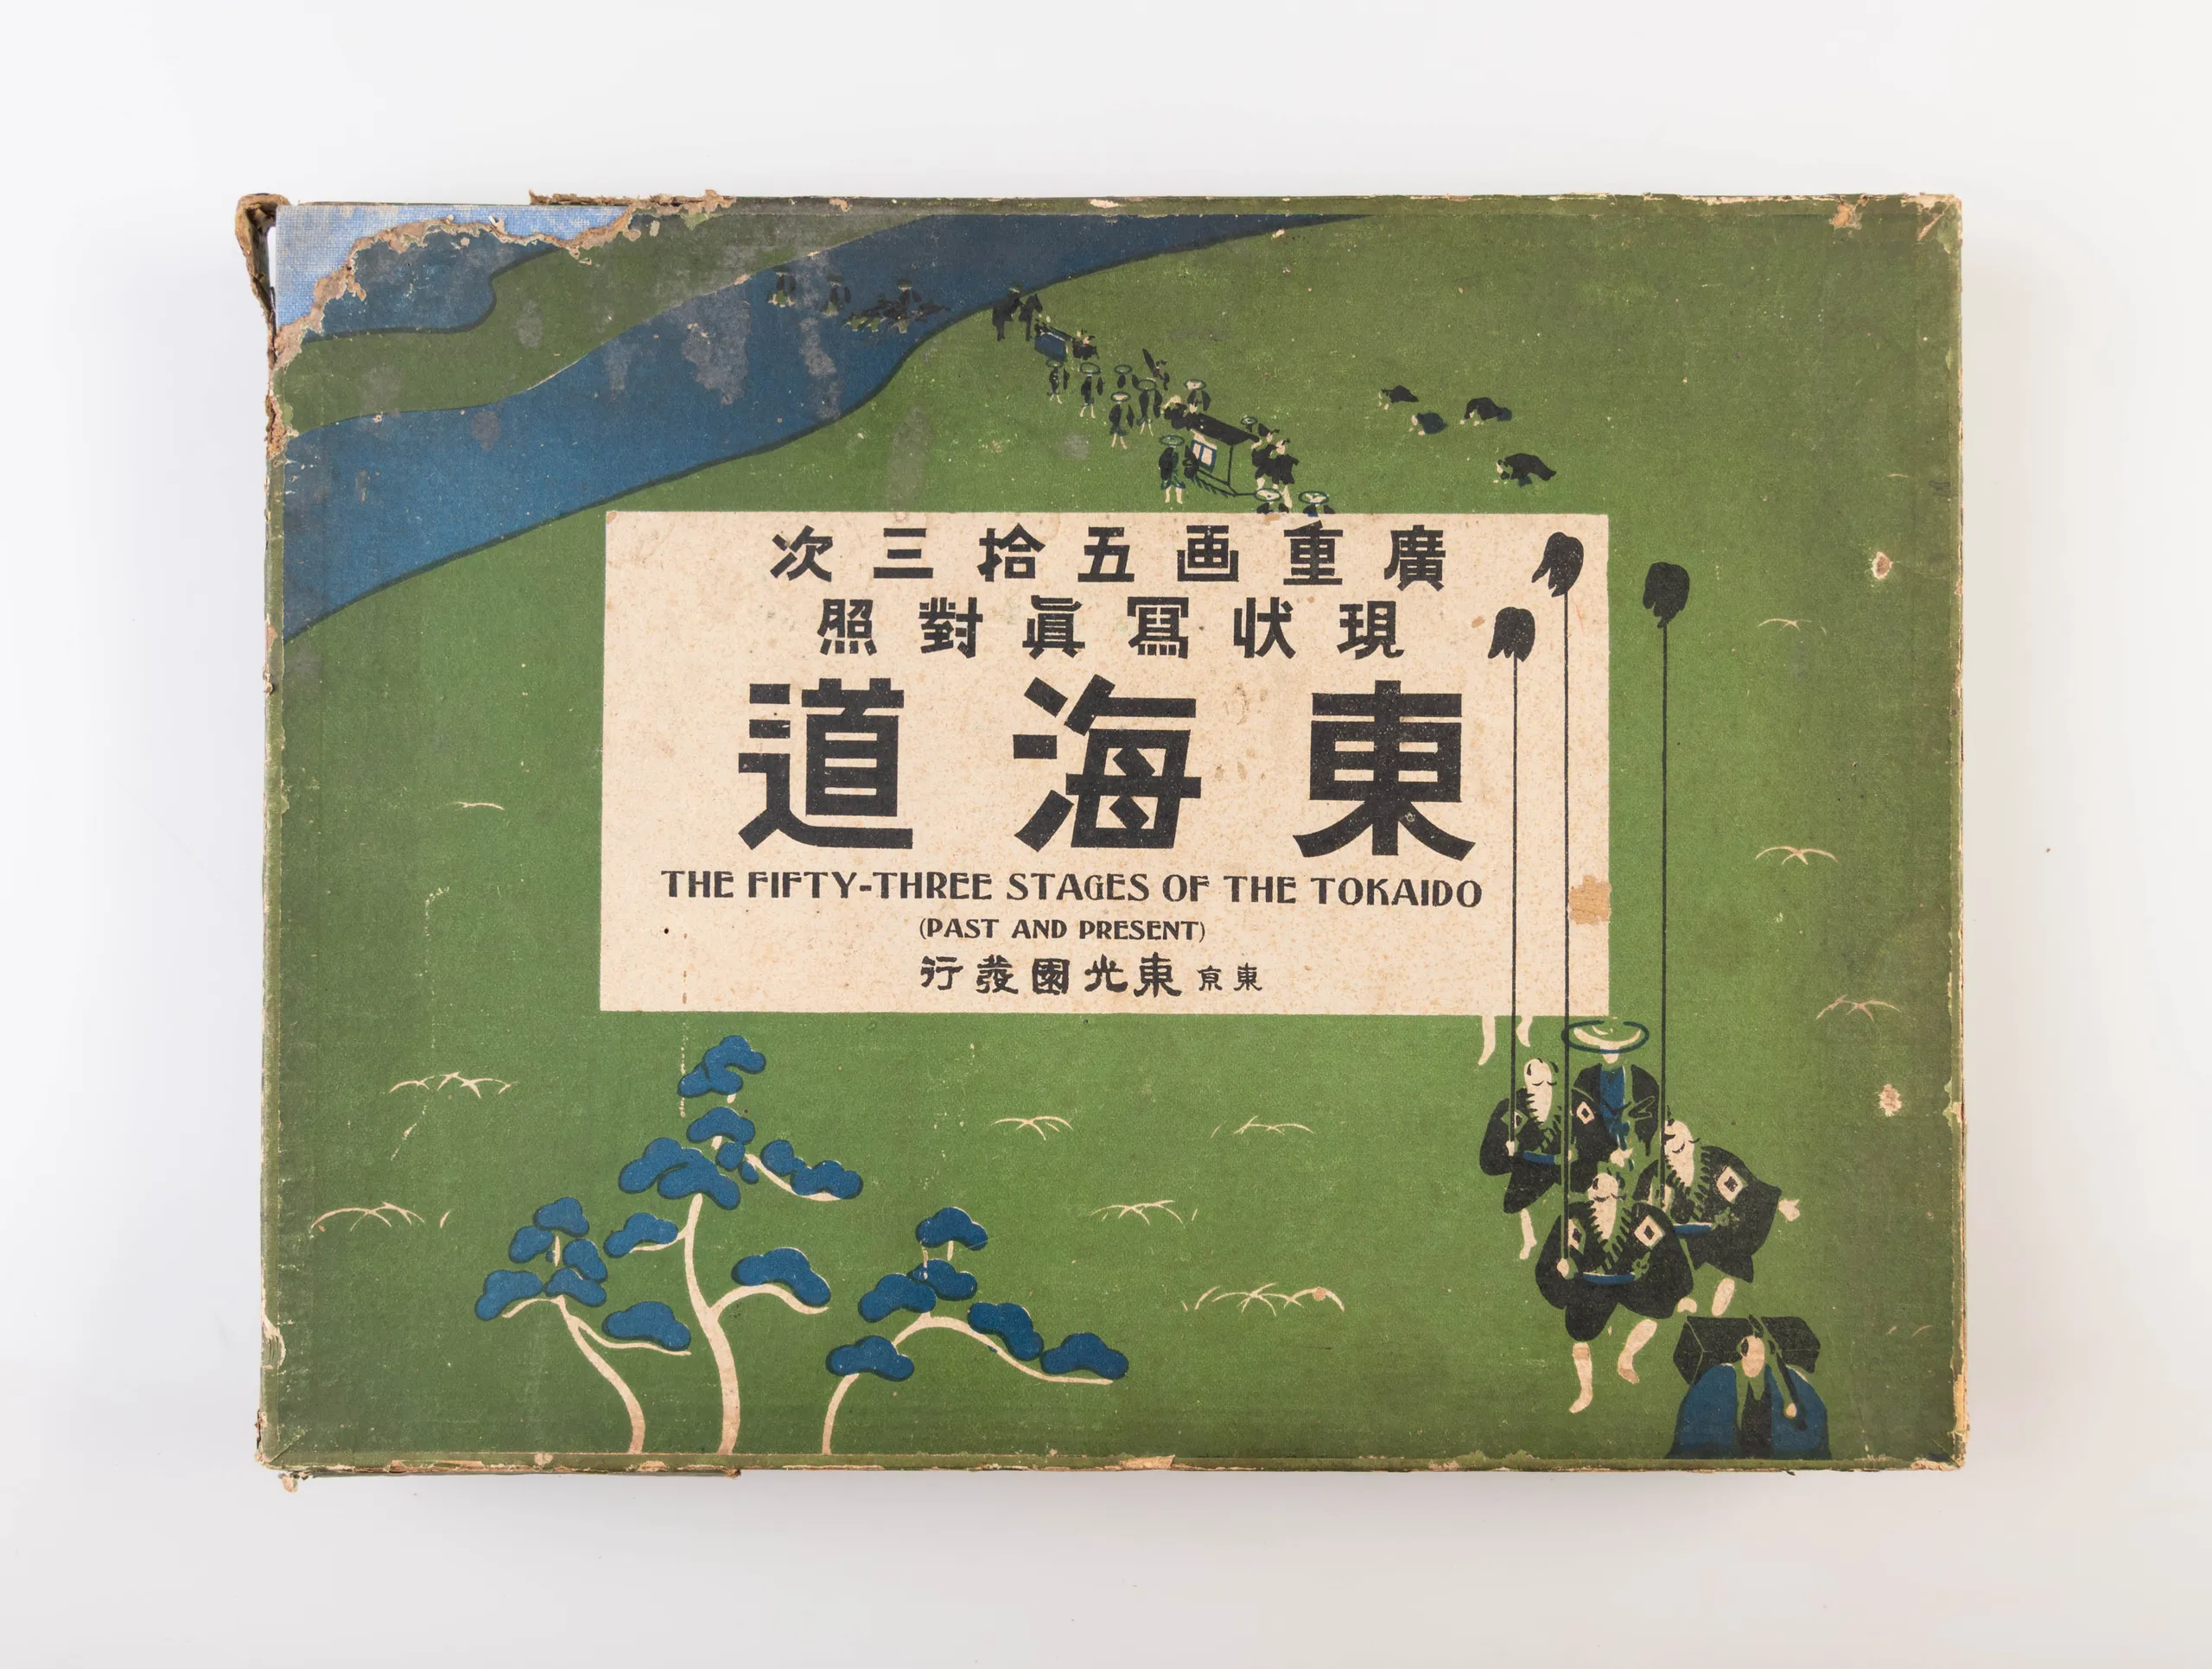 廣重画五拾三次
現状寫眞對照
東海道
THE FIFTY-THREE STAGES OF THE TOKAIDO
(PAST AND PRESENT)
東京東光園發行